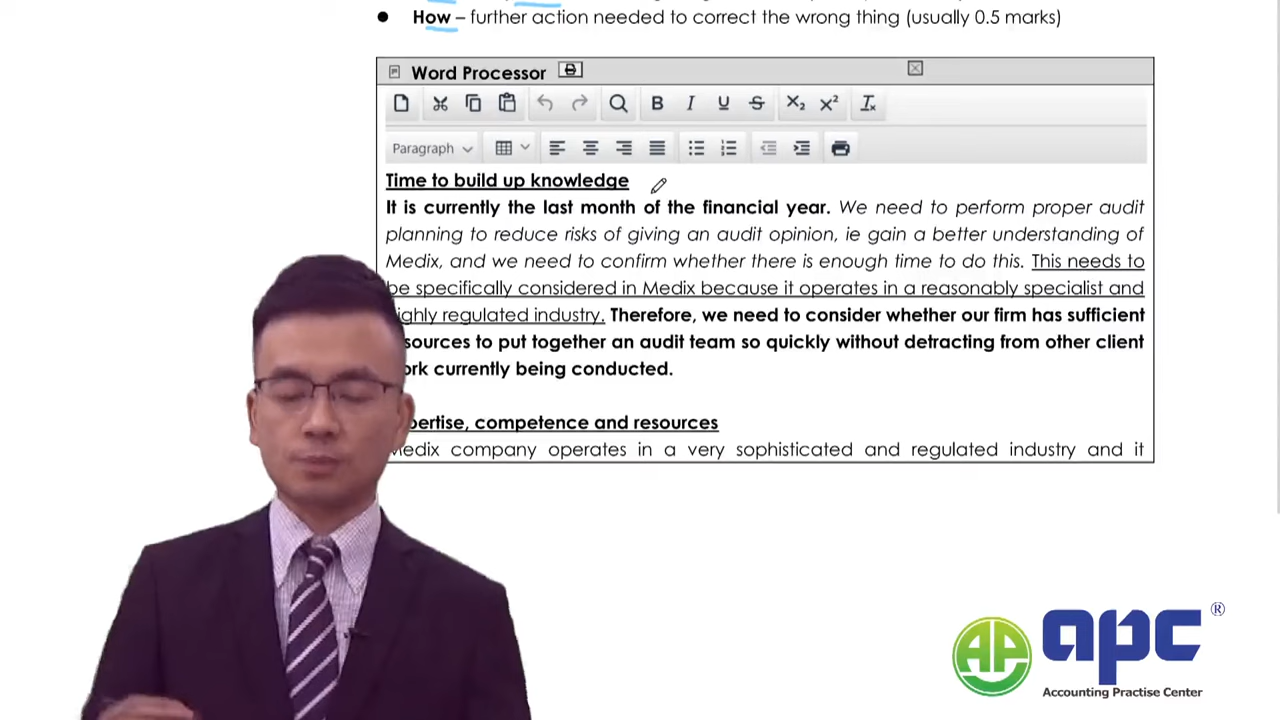 How – further action needed to correct the wrong thing (usually 0.5 marks)
Word Processor
Paragraph
Time to build up knowledge
It is currently the last month of the financial year. We need to perform proper audit
planning to reduce risks of giving an audit opinion, ie gain a better understanding of
Medix, and we need to confirm whether there is enough time to do this. This needs to
be specifically considered in Medix because it operates in a reasonably specialist and
highly regulated industry. Therefore, we need to consider whether our firm has sufficient
sources to put together an audit team so quickly without detracting from other client
ork currently being conducted.
pertise, competence and resources
Medix company operates in a very sophisticated and regulated industry and it
AP apc ®
Accounting Practise Center